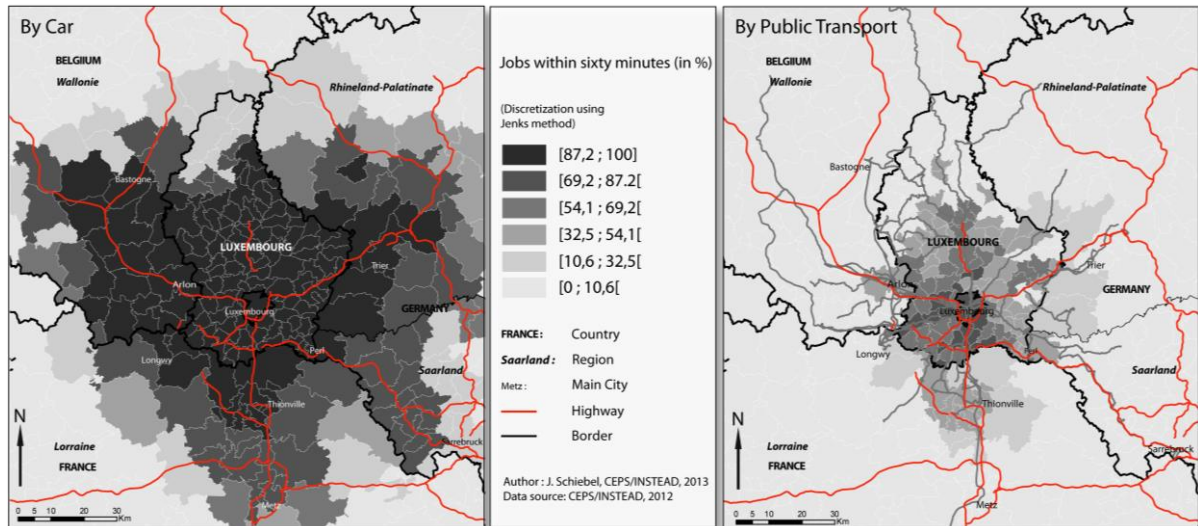 By Car
BELGIIUM
Wallonie
Rhineland-Palatinate
Bastogne
LUXEMBOURG
Trier
Arlon
GERMANY
Luxembourg
Longwy
Perl
Saarland
Thionville
N
Lorraine
FRANCE
Sarrebruck
Metz
0 5 10 20 30
Km
Jobs within sixty minutes (in %)
(Discretization using
Jenks method)
[87,2 ; 100]
[69,2 ; 87.2[
[54,1 ; 69,2[
[32,5 ; 54,1[
[10,6 ; 32,5[
[0 ; 10,6[
FRANCE : Country
Saarland : Region
Metz : Main City
Highway
Border
Author : J. Schiebel, CEPS/INSTEAD, 2013
Data source: CEPS/INSTEAD, 2012
By Public Transport
BELGIIUM
Wallonie
Rhineland-Palatinate
Bastogne
LUXEMBOURG
Trier
Arlon
GERMANY
Luxembourg
Longwy
Saarland
Thionville
N
Lorraine
FRANCE
Sarrebruck
Metz
0 5 10 20 30
Km